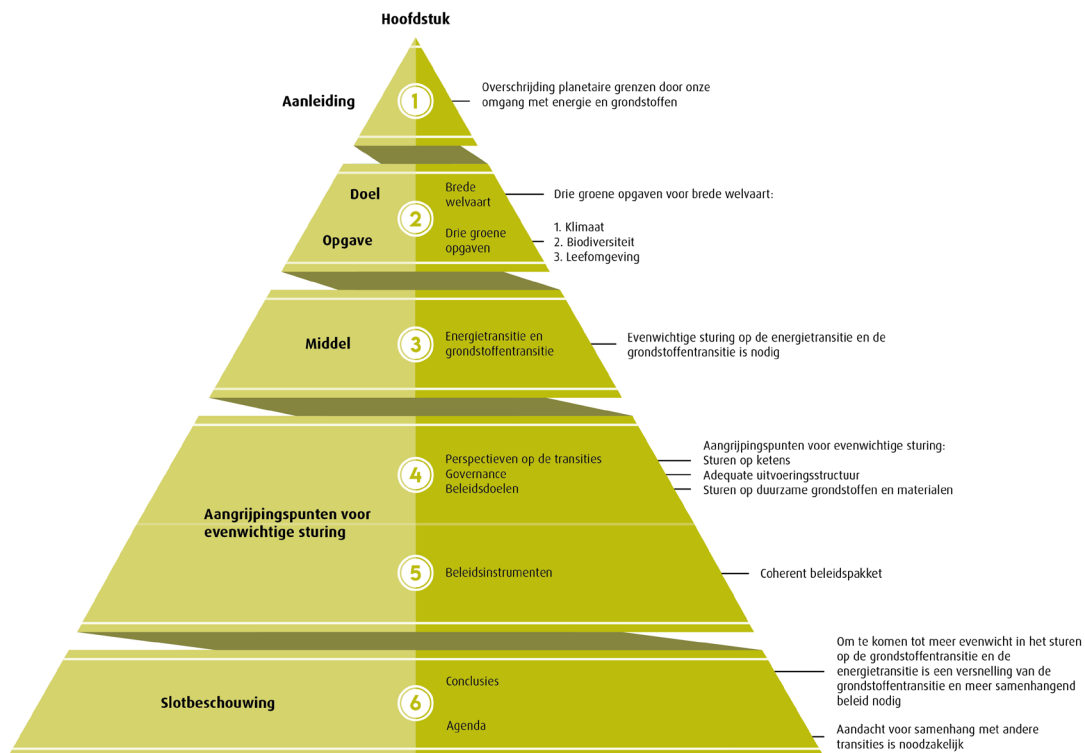 Hoofdstuk
Aanleiding
1
Overschrijding planetaire grenzen door onze
omgang met energie en grondstoffen
Doel
Opgave
2
Brede
welvaart
Drie groene
opgaven
Drie groene opgaven voor brede welvaart:
1. Klimaat
2. Biodiversiteit
3. Leefomgeving
Middel
3
Energietransitie en
grondstoffentransitie
Evenwichtige sturing op de energietransitie en de
grondstoffentransitie is nodig
Aangrijpingspunten voor
evenwichtige sturing
4
Perspectieven op de transities
Governance
Beleidsdoelen
Aangrijpingspunten voor evenwichtige sturing:
Sturen op ketens
Adequate uitvoeringsstructuur
Sturen op duurzame grondstoffen en materialen
5
Beleidsinstrumenten
Coherent beleidspakket
Slotbeschouwing
6
Conclusies
Agenda
Om te komen tot meer evenwicht in het sturen
op de grondstoffentransitie en de
energietransitie is een versnelling van de
grondstoffentransitie en meer samenhangend
beleid nodig
Aandacht voor samenhang met andere
transities is noodzakelijk